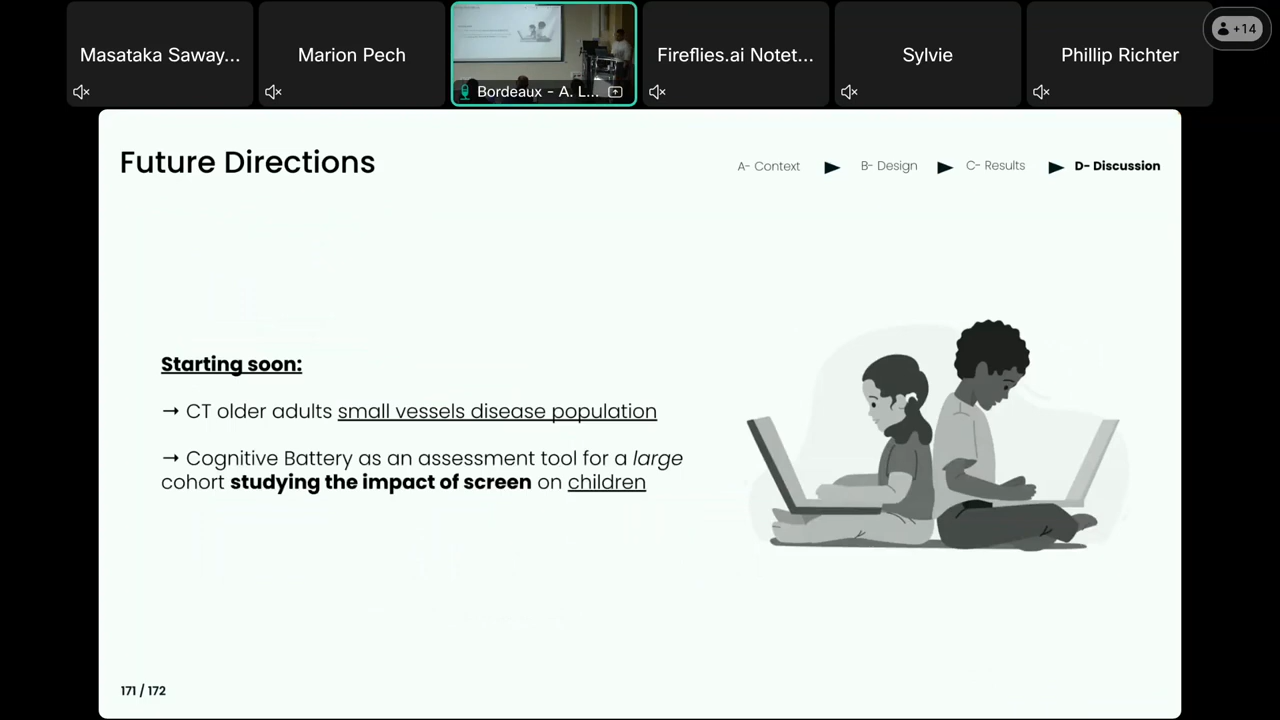 Masataka Saway...
Marion Pech
Bordeaux - A. L...
Fireflies.ai Notet...
Sylvie
Phillip Richter
+14
Future Directions
A- Context
B- Design
C- Results
D- Discussion
Starting soon:
→ CT older adults small vessels disease population
→ Cognitive Battery as an assessment tool for a large
cohort studying the impact of screen on children
171 / 172